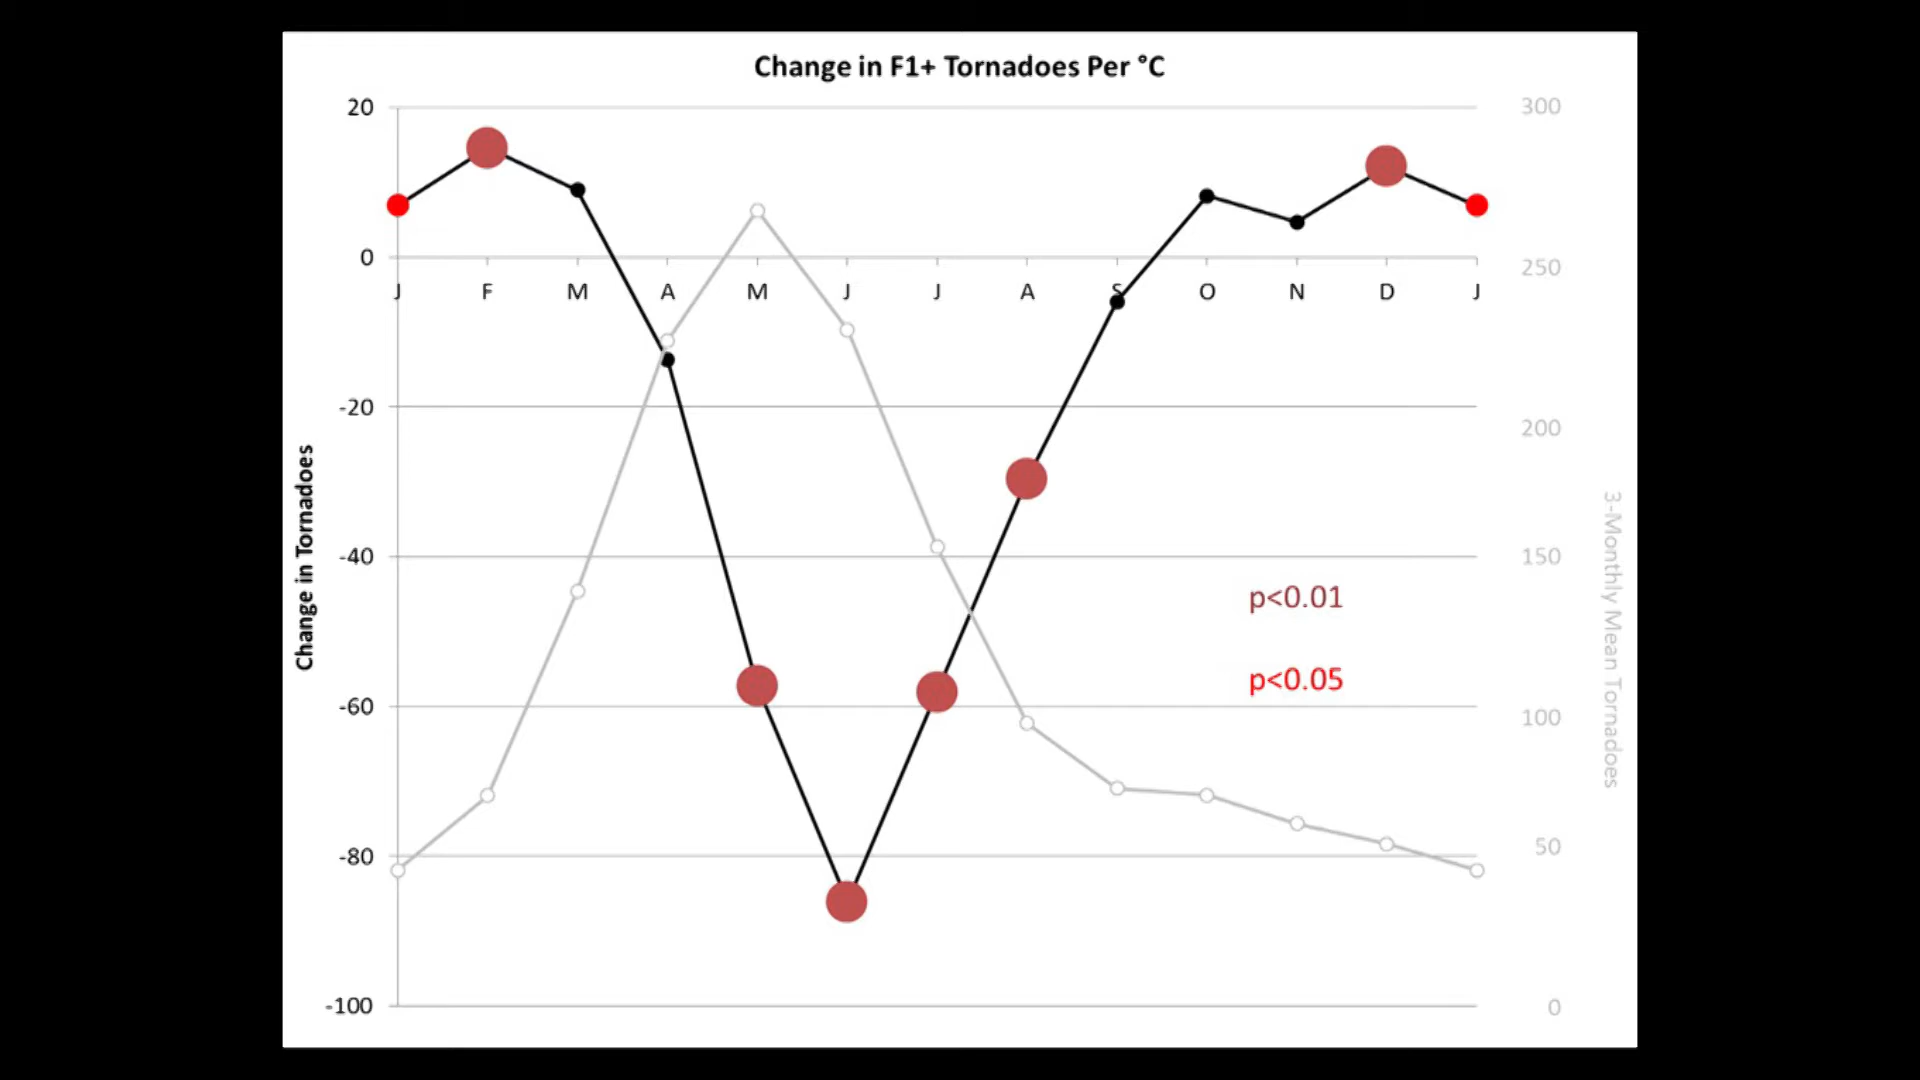 Change in F1+ Tornadoes Per °C
20
0
-20
-40
-60
-80
-100
Change in Tornadoes
J F M A M J J A S O N D J
p<0.01
p<0.05
300
250
200
150
100
50
0
3-Monthly Mean Tornadoes